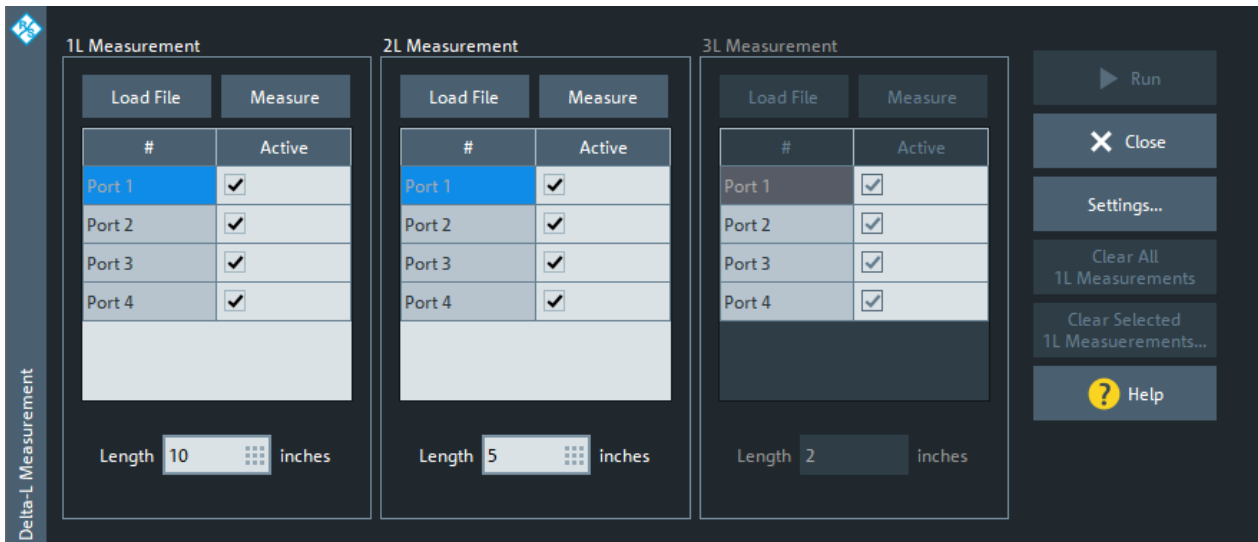 R&S
Delta-L Measurement
1L Measurement
Load File Measure
# Active
Port 1
Port 2
Port 3
Port 4
Length 10 inches
2L Measurement
Load File Measure
# Active
Port 1
Port 2
Port 3
Port 4
Length 5 inches
3L Measurement
Load File Measure
# Active
Port 1
Port 2
Port 3
Port 4
Length 2 inches
Run
Close
Settings...
Clear All
1L Measurements
Clear Selected
1L Measuerements...
? Help